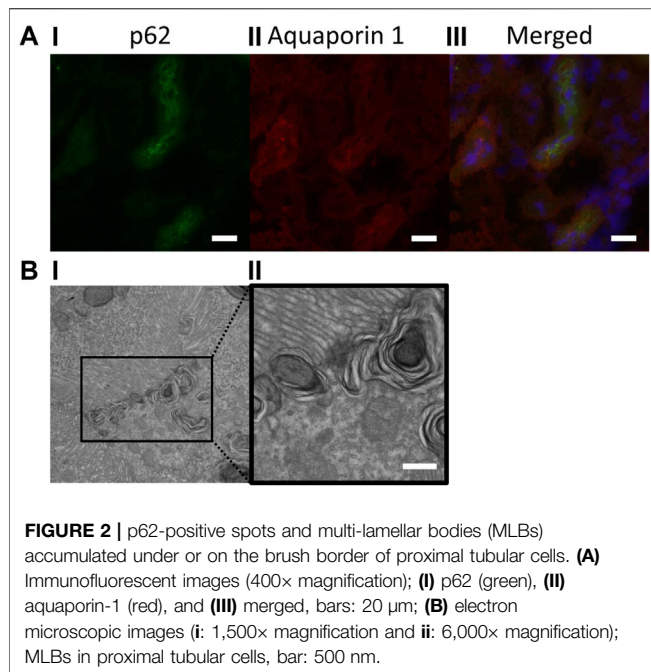 A I p62 II Aquaporin 1 III Merged
B I II
FIGURE 2 | p62-positive spots and multi-lamellar bodies (MLBs)
accumulated under or on the brush border of proximal tubular cells. (A)
Immunofluorescent images (400× magnification); (I) p62 (green), (II)
aquaporin-1 (red), and (III) merged, bars: 20 μm; (B) electron
microscopic images (i: 1,500× magnification and ii: 6,000× magnification);
MLBs in proximal tubular cells, bar: 500 nm.